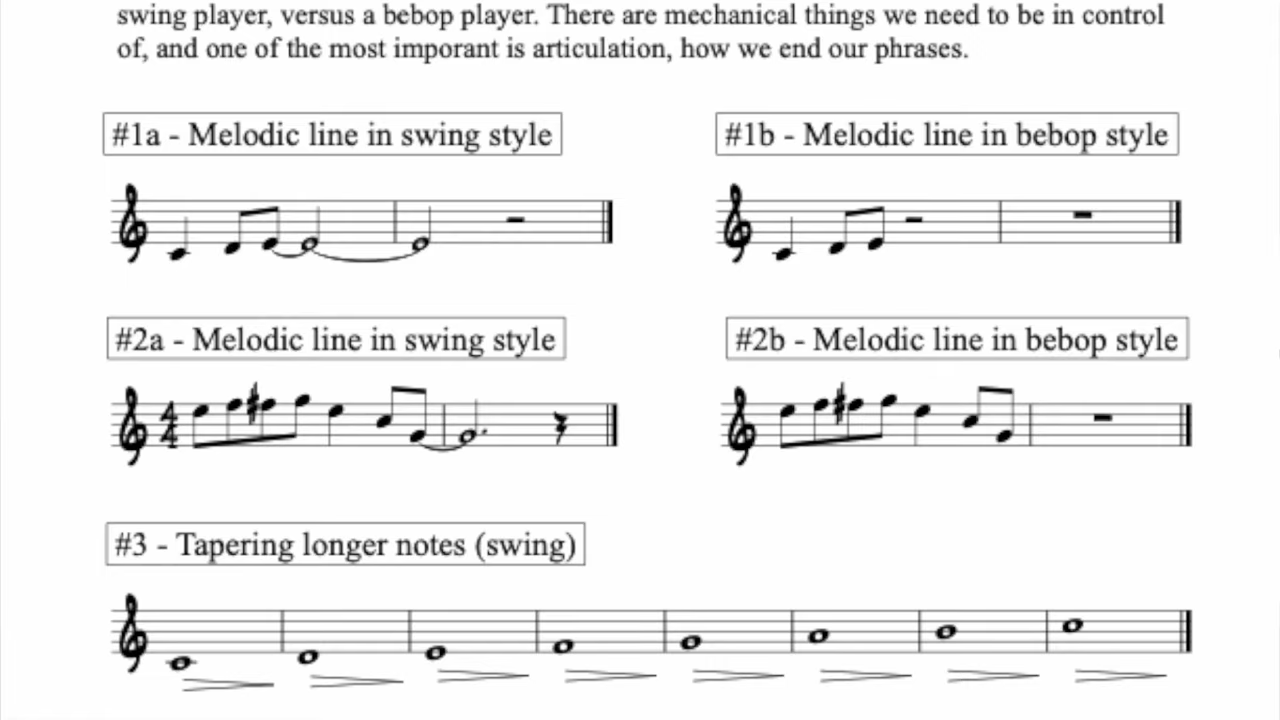 swing player, versus a bebop player. There are mechanical things we need to be in control
of, and one of the most imporant is articulation, how we end our phrases.
#1a - Melodic line in swing style
#1b - Melodic line in bebop style
#2a - Melodic line in swing style
#2b - Melodic line in bebop style
4
4
#3 - Tapering longer notes (swing)